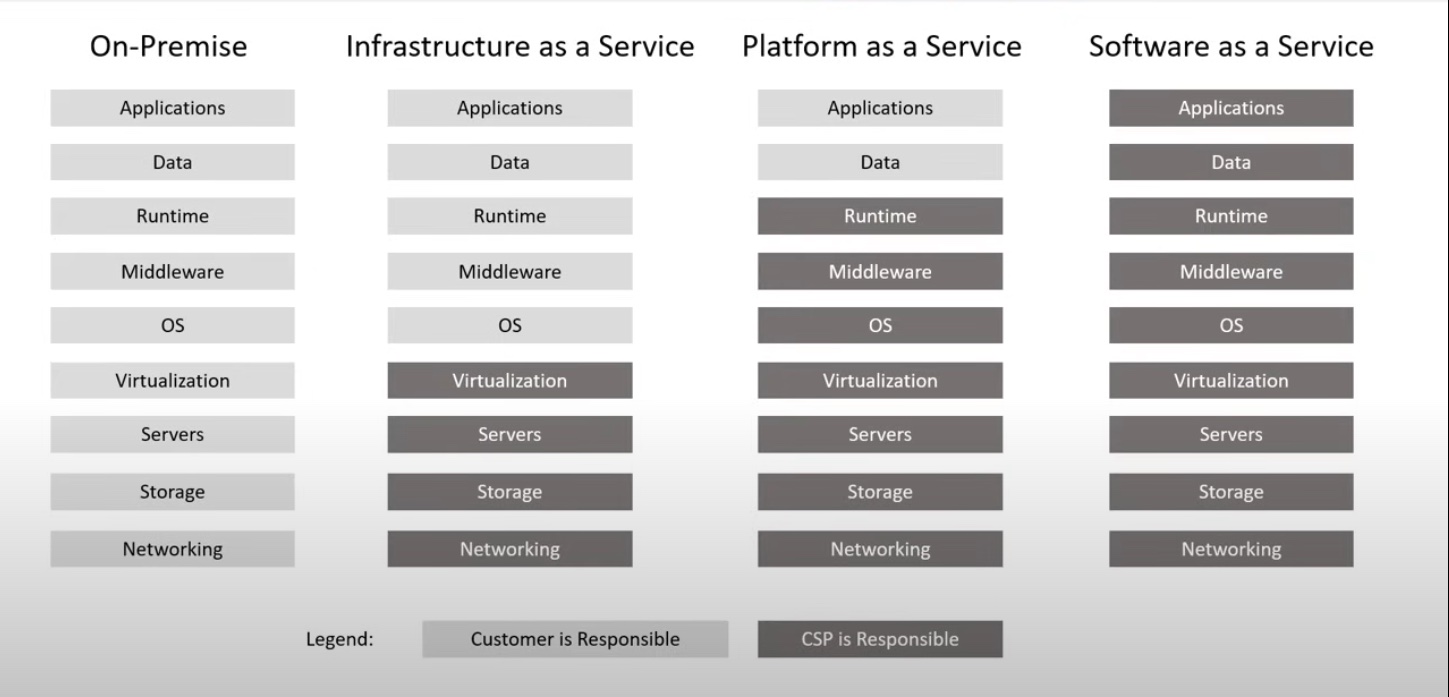 On-Premise Infrastructure as a Service Platform as a Service Software as a Service
Applications Applications Applications Applications
Data Data Data Data
Runtime Runtime Runtime Runtime
Middleware Middleware Middleware Middleware
OS OS OS OS
Virtualization Virtualization Virtualization Virtualization
Servers Servers Servers Servers
Storage Storage Storage Storage
Networking Networking Networking Networking
Legend: Customer is Responsible CSP is Responsible